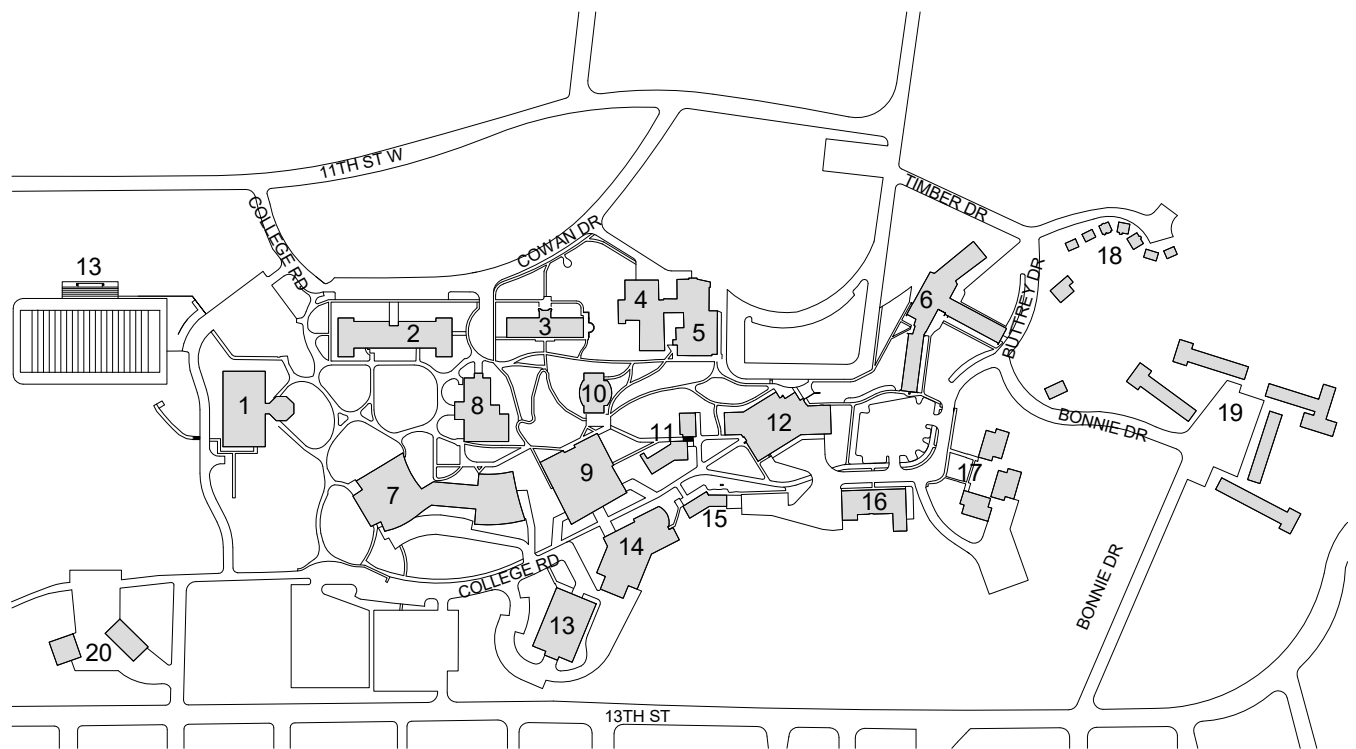 11TH ST W
COLLEGE RD
TIMBER DR
COWAN DR
13
18
4
6
BUTTREY DR
2
3
5
19
10
1
8
11
12
BONNIE DR
9
17
7
16
15
14
COLLEGE RD
BONNIE DR
13
20
13TH ST